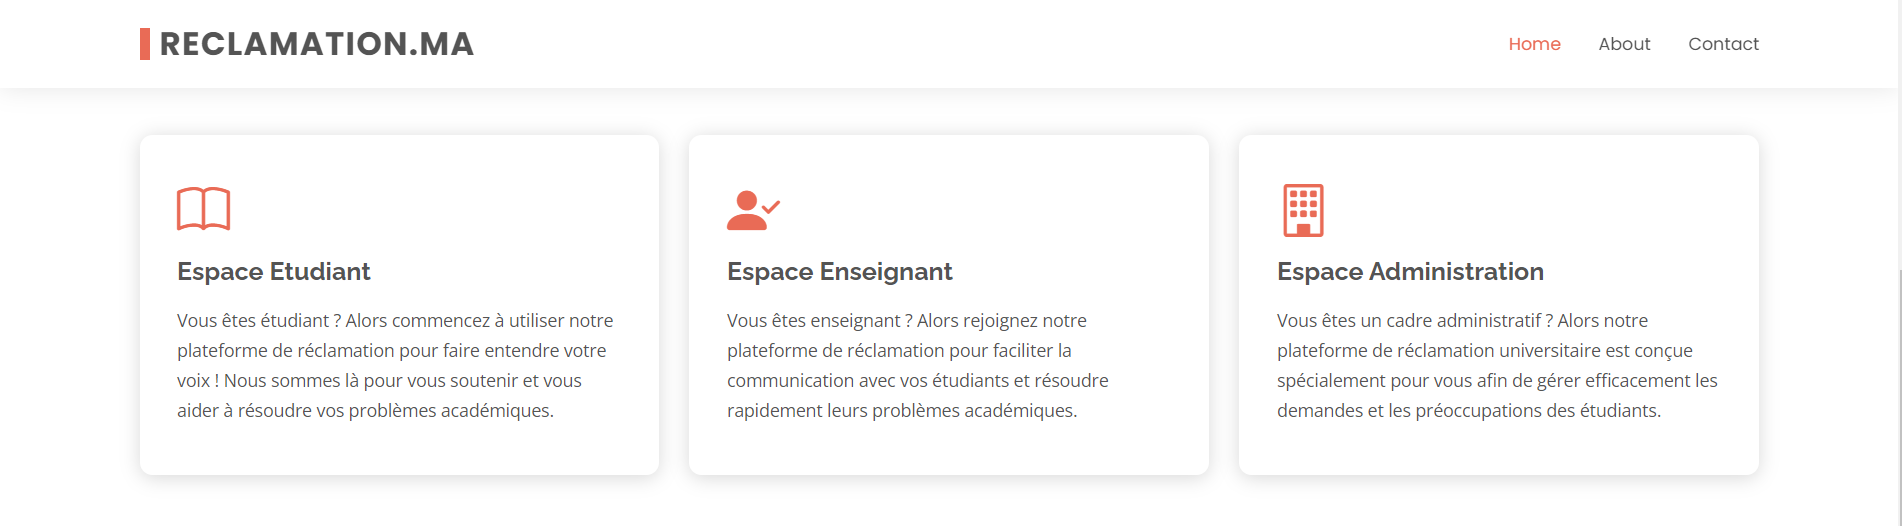 RECLAMATION.MA
Home About Contact
Espace Etudiant
Vous êtes étudiant ? Alors commencez à utiliser notre
plateforme de réclamation pour faire entendre votre
voix ! Nous sommes là pour vous soutenir et vous
aider à résoudre vos problèmes académiques.
Espace Enseignant
Vous êtes enseignant ? Alors rejoignez notre
plateforme de réclamation pour faciliter la
communication avec vos étudiants et résoudre
rapidement leurs problèmes académiques.
Espace Administration
Vous êtes un cadre administratif ? Alors notre
plateforme de réclamation universitaire est conçue
spécialement pour vous afin de gérer efficacement les
demandes et les préoccupations des étudiants.